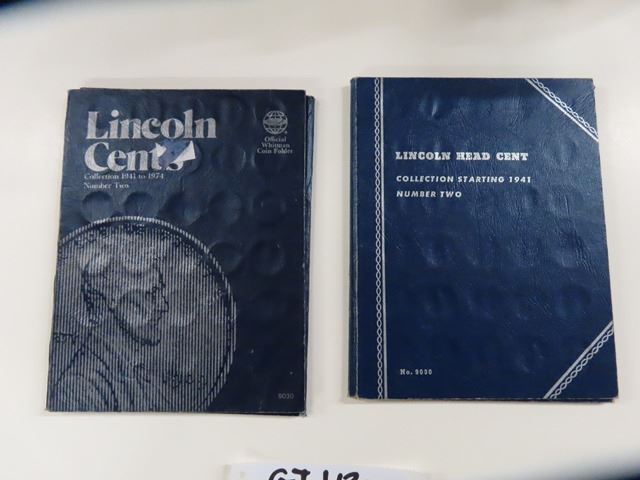 Lincoln
Cents
Collection 1941 to 1974
Number Two
Official
Whitman
Coin Folder
9030
LINCOLN HEAD CENT
COLLECTION STARTING 1941
NUMBER TWO
No. 9030